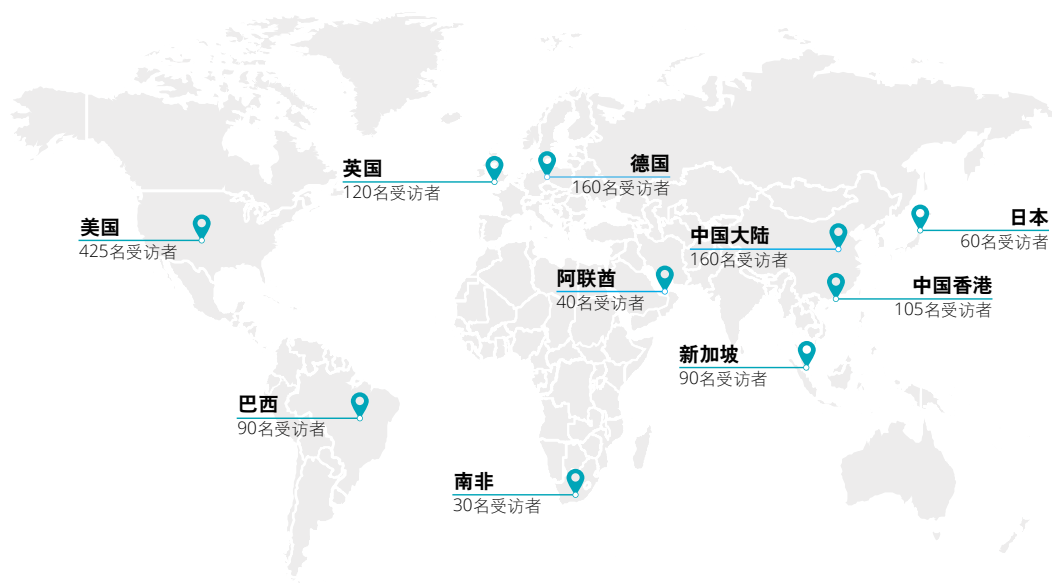 英国
120名受访者
德国
160名受访者
美国
425名受访者
日本
60名受访者
中国大陆
160名受访者
阿联酋
40名受访者
中国香港
105名受访者
新加坡
90名受访者
巴西
90名受访者
南非
30名受访者